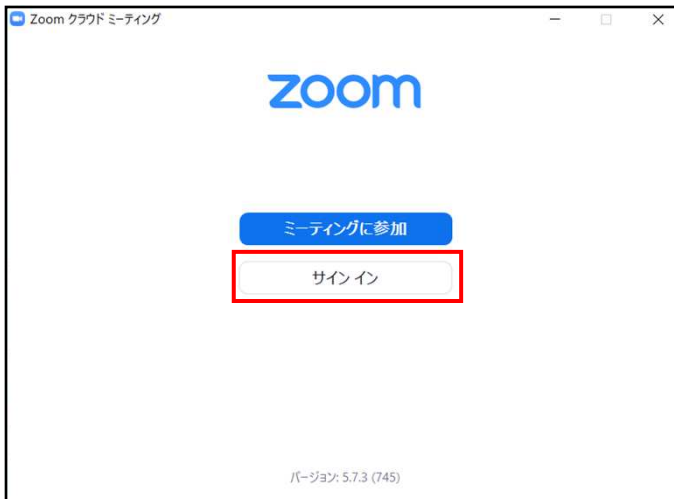 Zoom クラウド ミーティング
zoom
ミーティングに参加
サイン イン
バージョン: 5.7.3 (745)